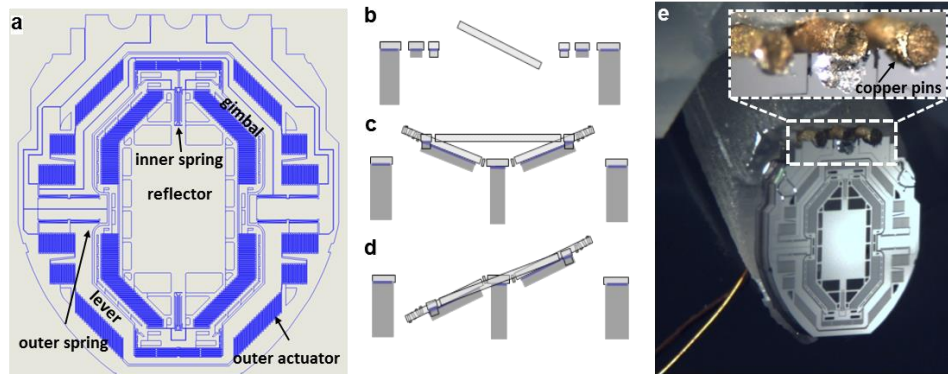 a
gimbal
inner spring
reflector
lever
outer spring
outer actuator
b
c
d
e
copper pins